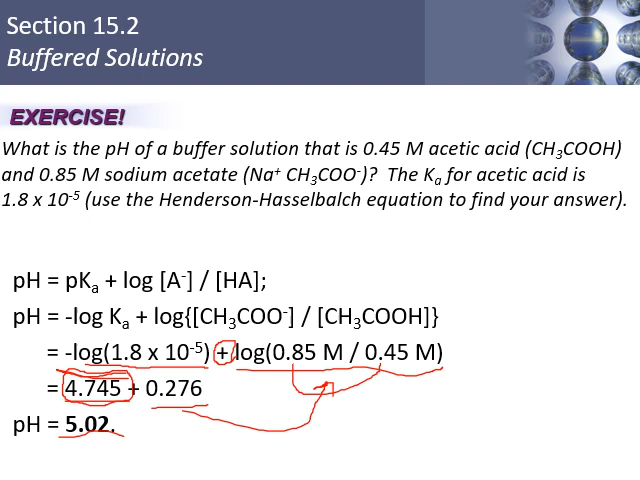 Section 15.2
Buffered Solutions
EXERCISE!
What is the pH of a buffer solution that is 0.45 M acetic acid (CH₃COOH)
and 0.85 M sodium acetate (Na⁺ CH₃COO⁻)? The Kₐ for acetic acid is
1.8 x 10⁻⁵ (use the Henderson-Hasselbalch equation to find your answer).
pH = pKₐ + log [A⁻] / [HA];
pH = -log Kₐ + log{[CH₃COO⁻] / [CH₃COOH]}
= -log(1.8 x 10⁻⁵) + log(0.85 M / 0.45 M)
= 4.745 + 0.276
pH = 5.02.